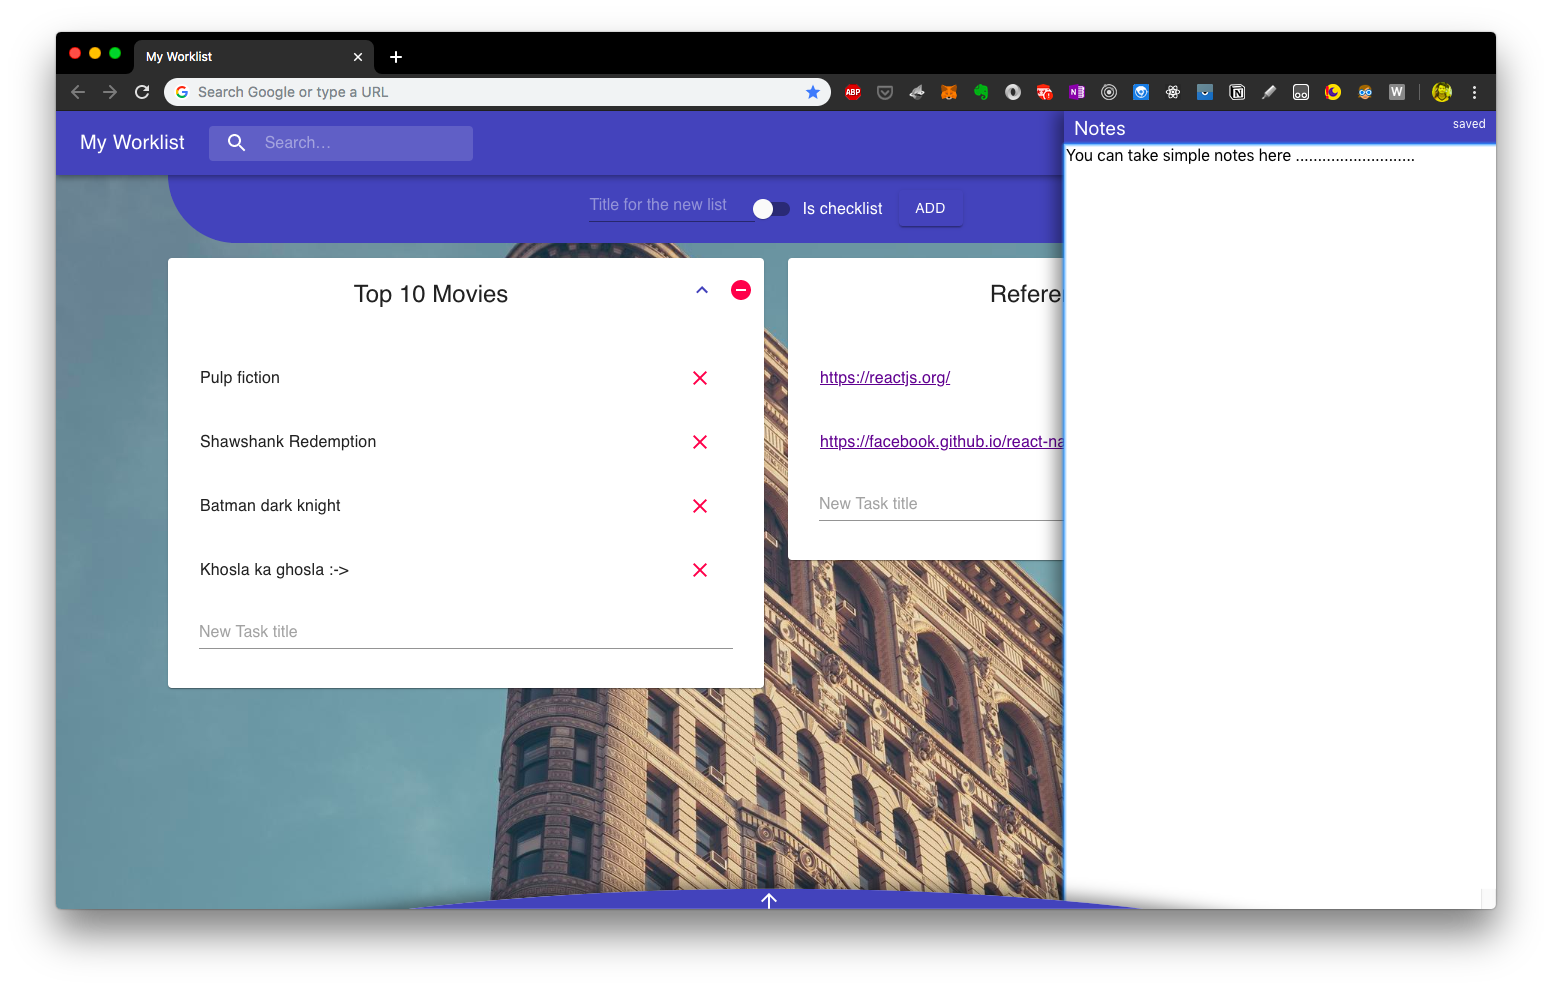 My Worklist
Search Google or type a URL
ABP
N
W
My Worklist
Search...
Notes
saved
You can take simple notes here ...........................
Title for the new list
Is checklist
ADD
Top 10 Movies
Pulp fiction
Shawshank Redemption
Batman dark knight
Khosla ka ghosla :->
New Task title
Refere
https://reactjs.org/
https://facebook.github.io/react-na
New Task title